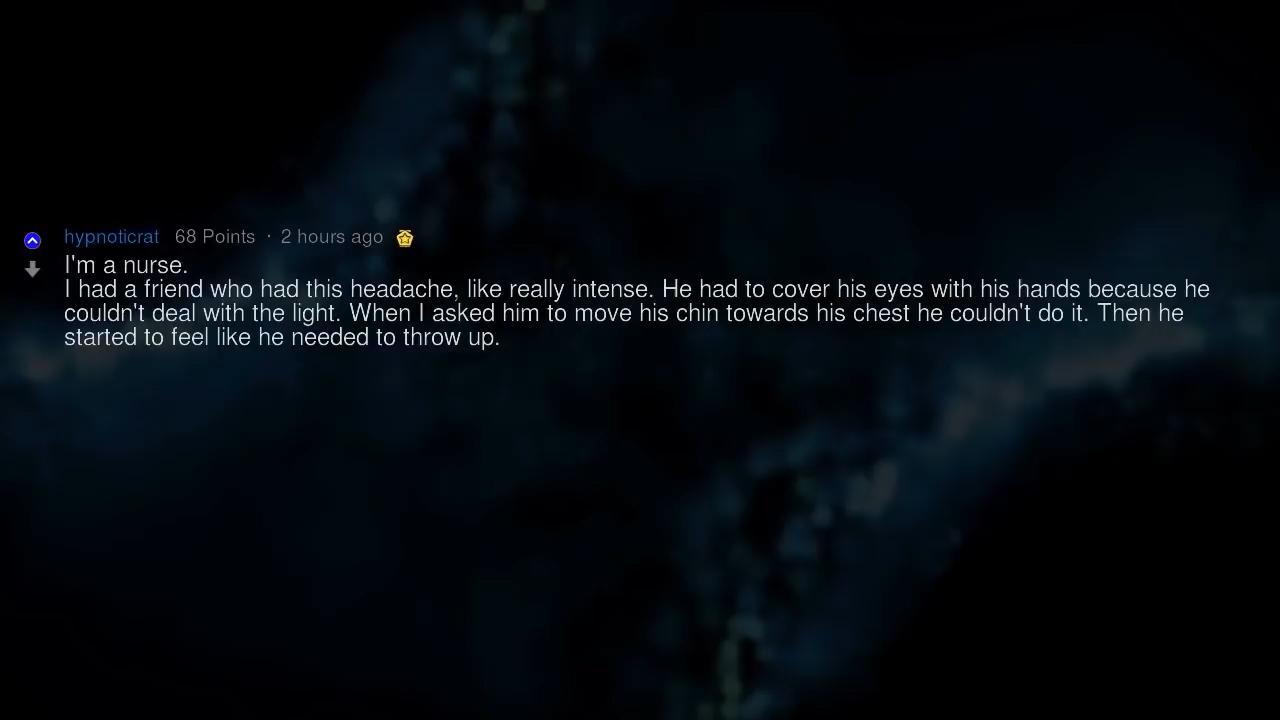 hypnoticrat 68 Points · 2 hours ago
I'm a nurse.
I had a friend who had this headache, like really intense. He had to cover his eyes with his hands because he
couldn't deal with the light. When I asked him to move his chin towards his chest he couldn't do it. Then he
started to feel like he needed to throw up.